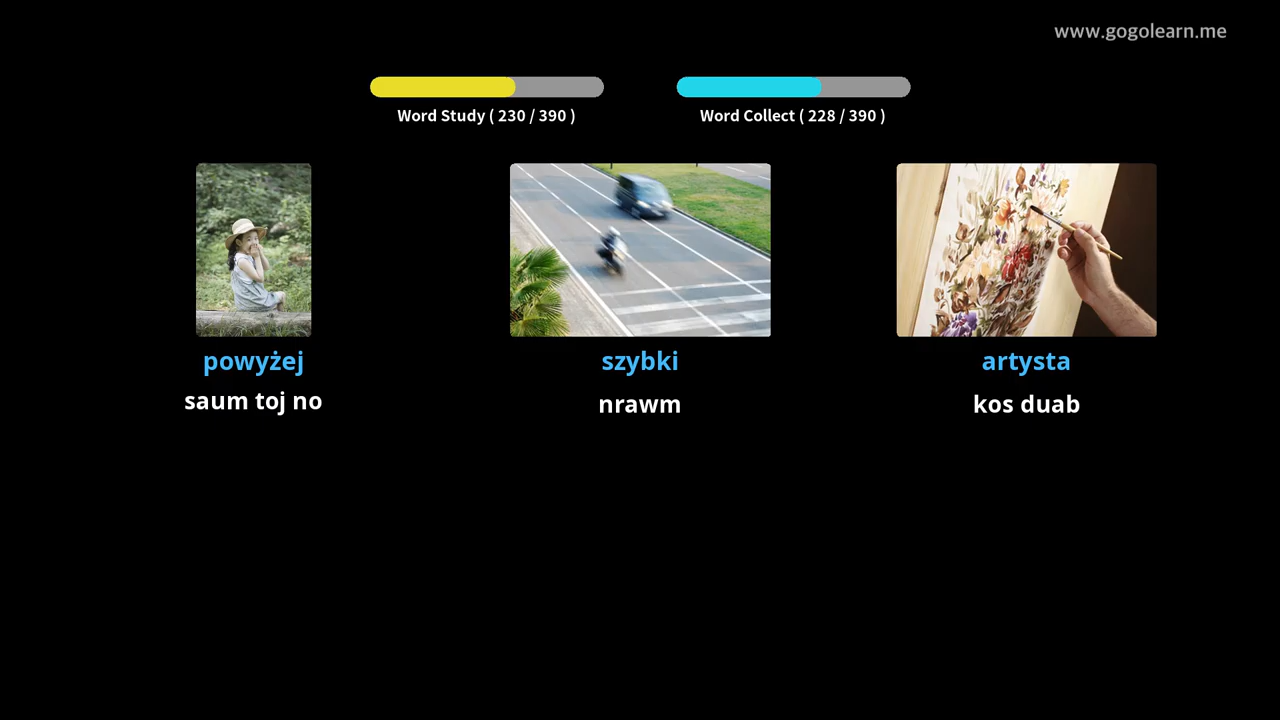 www.gogolearn.me
Word Study ( 230 / 390 )
Word Collect ( 228 / 390 )
powyżej
saum toj no
szybki
nrawm
artysta
kos duab